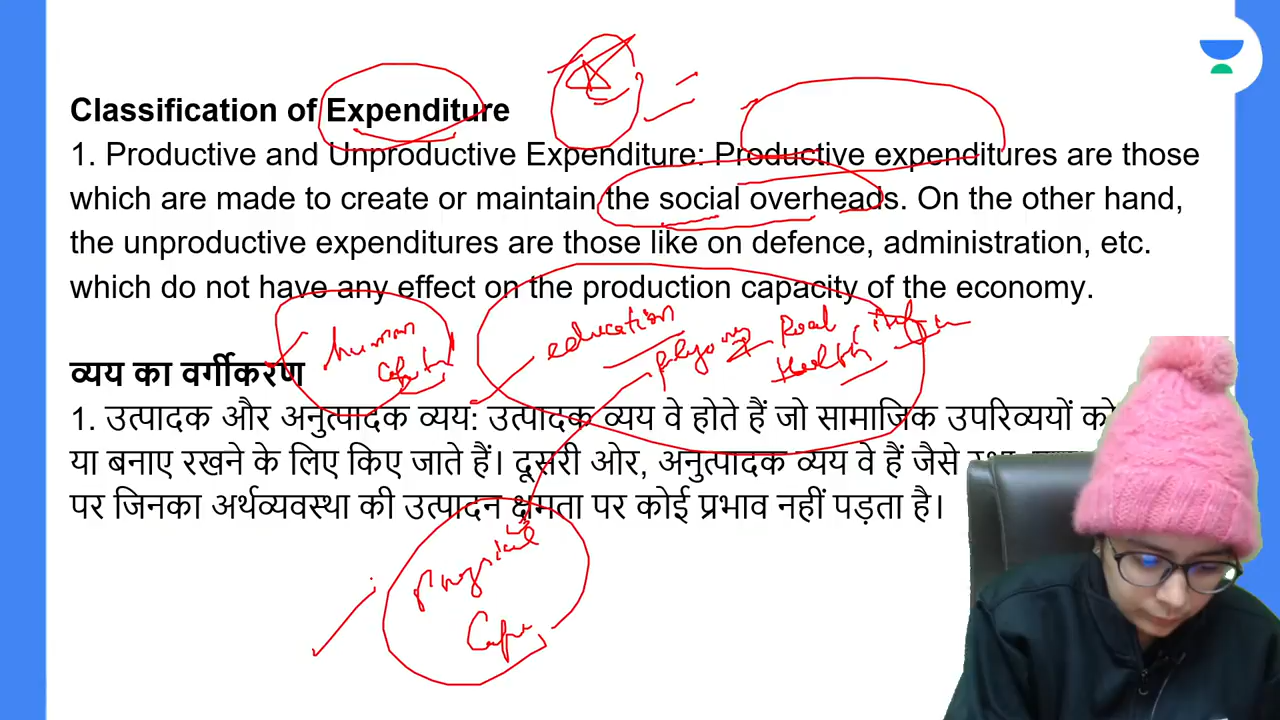 Classification of Expenditure
1. Productive and Unproductive Expenditure: Productive expenditures are those
which are made to create or maintain the social overheads. On the other hand,
the unproductive expenditures are those like on defence, administration, etc.
which do not have any effect on the production capacity of the economy.
human
education
Road
Health
व्यय का वर्गीकरण
1. उत्पादक और अनुत्पादक व्यय: उत्पादक व्यय वे होते हैं जो सामाजिक उपरिव्ययों को
या बनाए रखने के लिए किए जाते हैं। दूसरी ओर, अनुत्पादक व्यय वे हैं जैसे
पर जिनका अर्थव्यवस्था की उत्पादन क्षमता पर कोई प्रभाव नहीं पड़ता है।
Physical